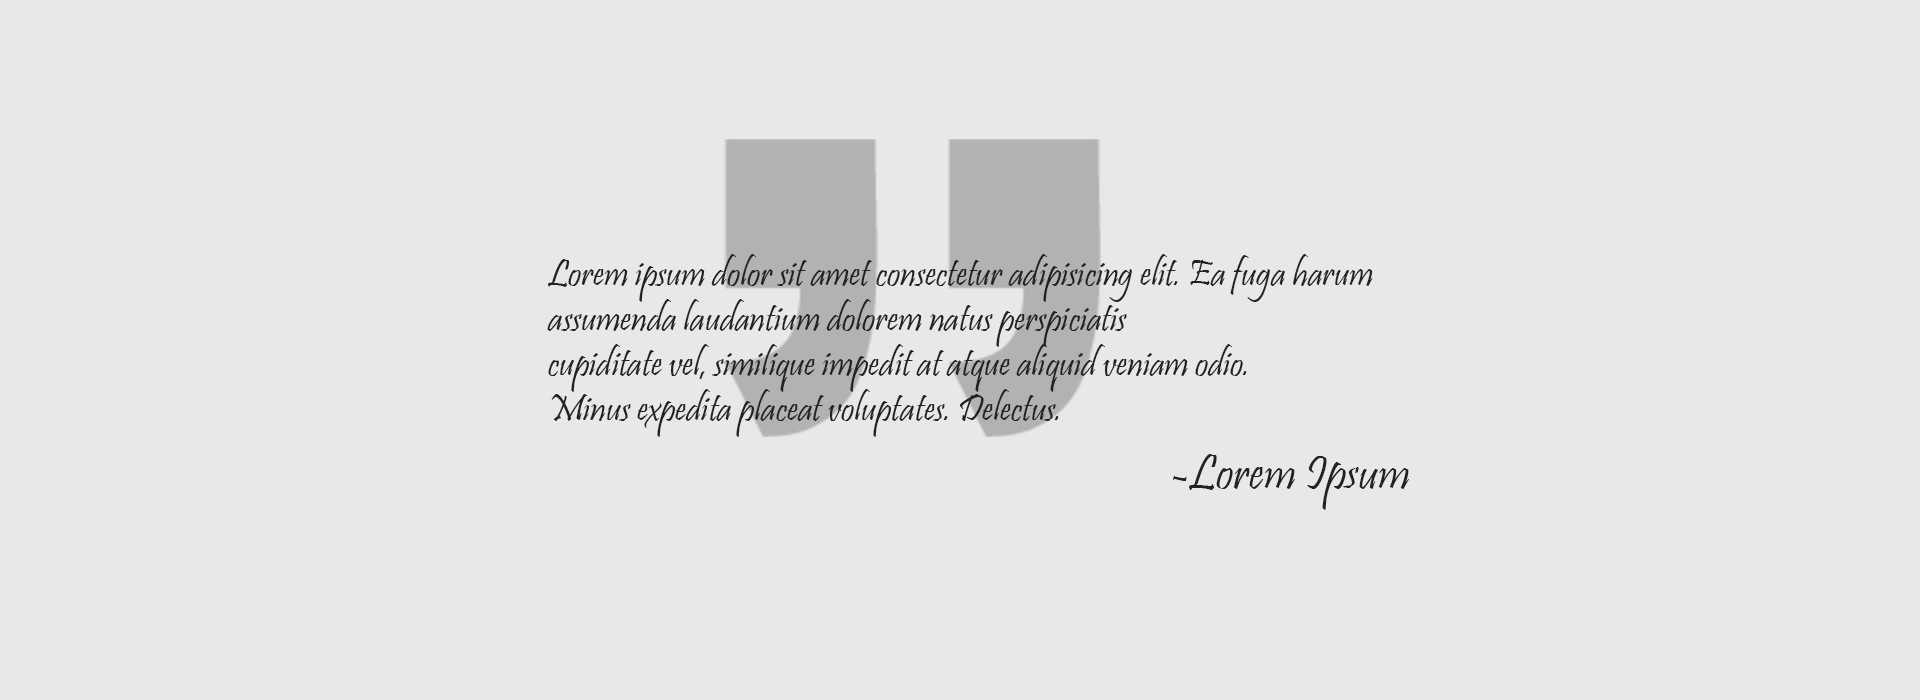 Lorem ipsum dolor sit amet consectetur adipisicing elit. Ea fuga harum
assumenda laudantium dolorem natus perspiciatis
cupiditate vel, similique impedit at atque aliquid veniam odio.
Minus expedita placeat voluptates. Delectus.
-Lorem Ipsum